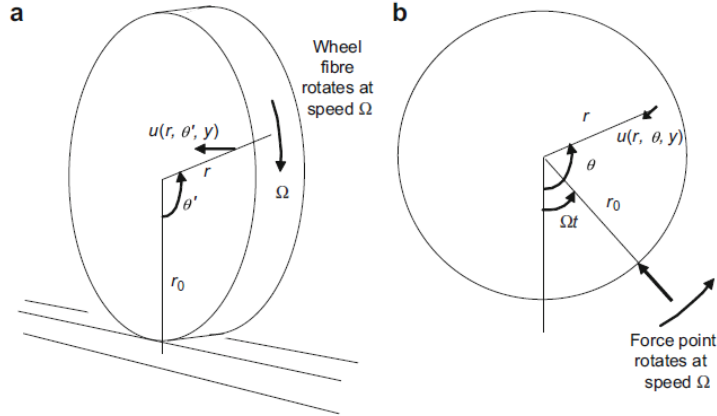 a
Wheel
fibre
rotates at
speed Ω
u(r, θ', y)
r
Ω
θ'
r₀
b
r
u(r, θ, y)
θ
r₀
Ωt
Force point
rotates at
speed Ω